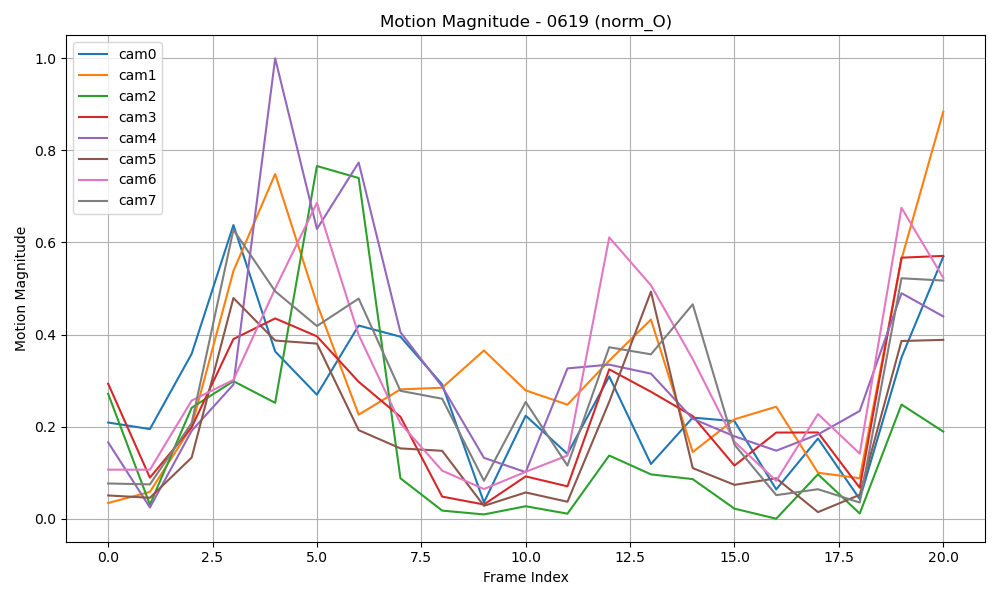 Motion Magnitude - 0619 (norm_O)
cam0
cam1
cam2
cam3
cam4
cam5
cam6
cam7
Motion Magnitude
1.0
0.8
0.6
0.4
0.2
0.0
0.0 2.5 5.0 7.5 10.0 12.5 15.0 17.5 20.0
Frame Index